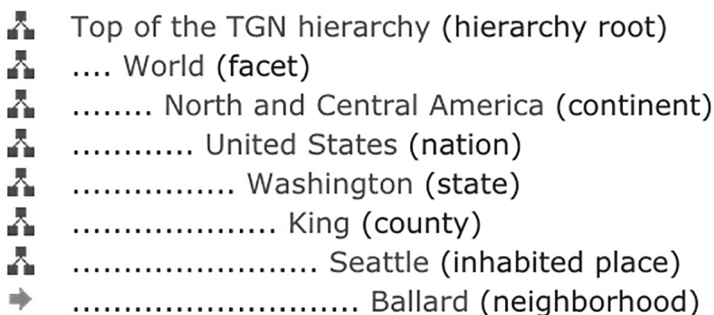 Top of the TGN hierarchy (hierarchy root)
.... World (facet)
........ North and Central America (continent)
............ United States (nation)
................ Washington (state)
.................... King (county)
........................ Seattle (inhabited place)
............................ Ballard (neighborhood)